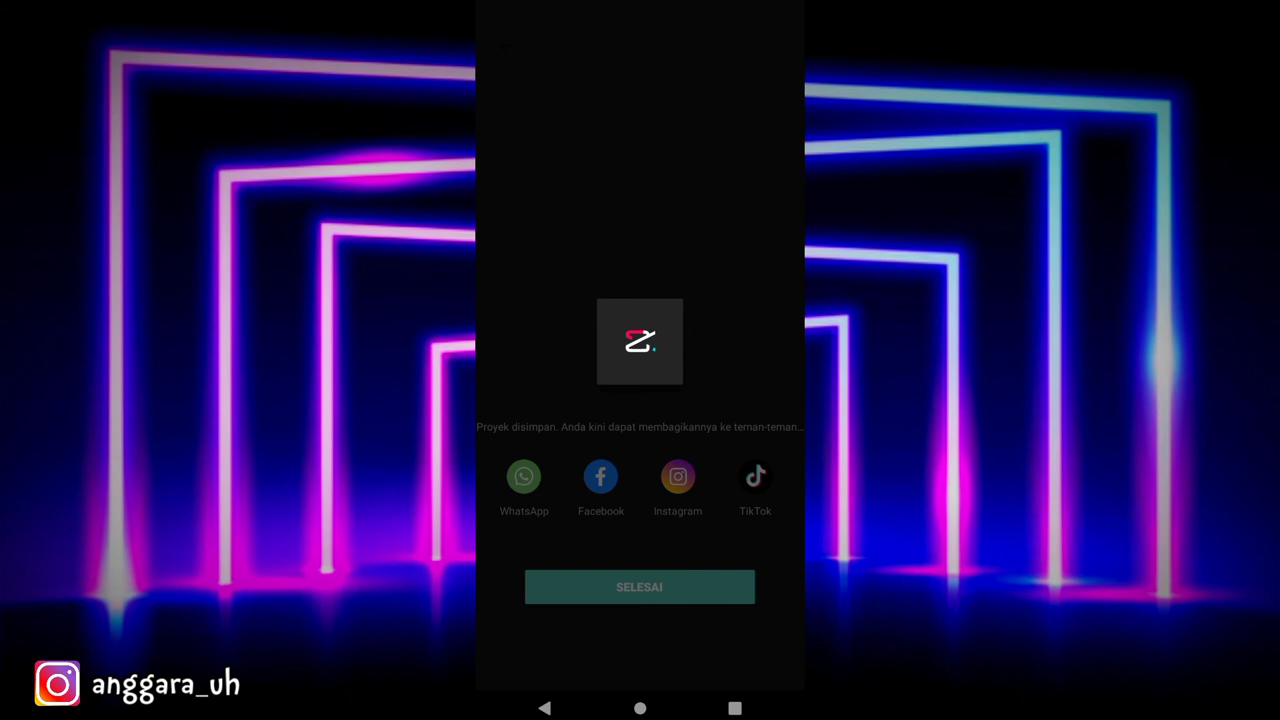 Proyek disimpan. Anda kini dapat membagikannya ke teman-teman...
WhatsApp
Facebook
Instagram
TikTok
SELESAI
anggara_uh